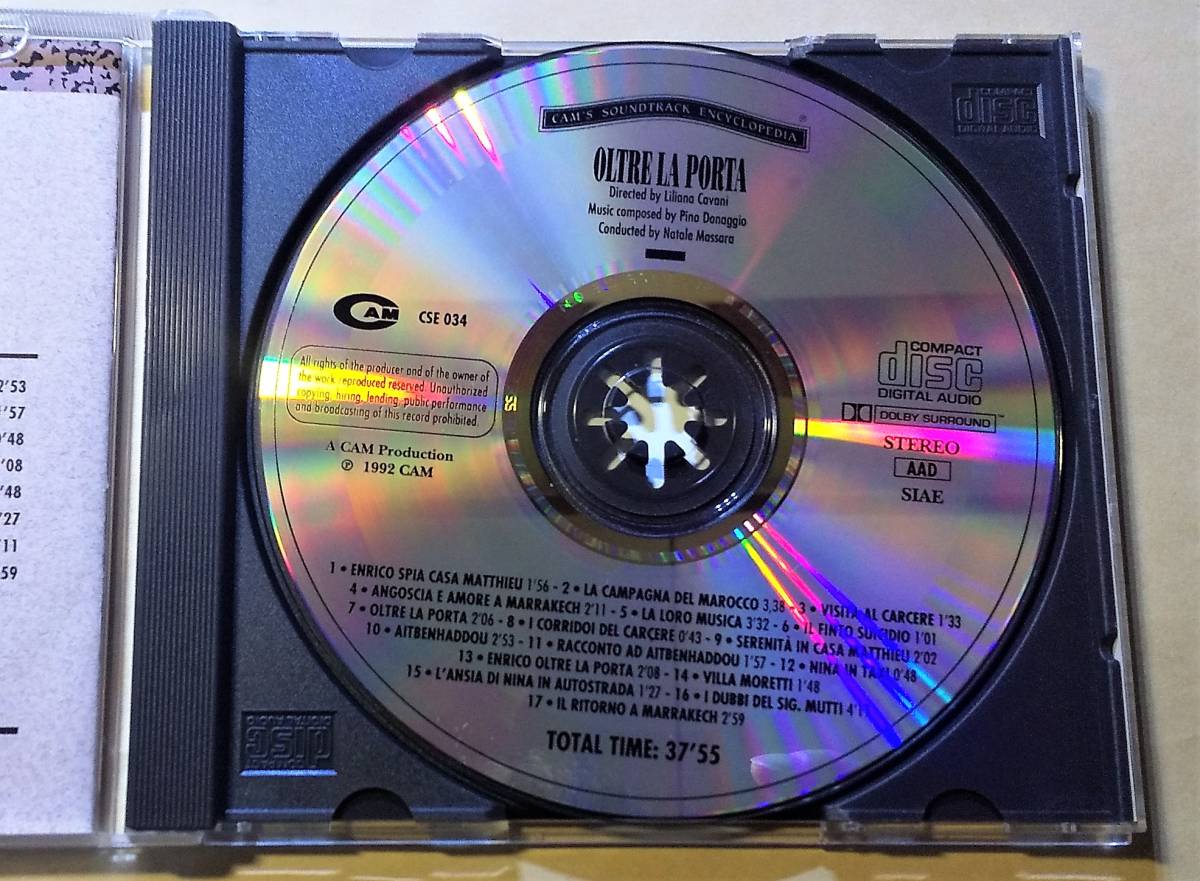 CAM'S SOUNDTRACK ENCYCLOPEDIA ®
OLTRE LA PORTA
Directed by Liliana Cavani
Music composed by Pino Donaggio
Conducted by Natale Massara
CAM
CSE 034
All rights of the producer and of the owner of
the work reproduced reserved. Unauthorized
copying, hiring, lending, public performance
and broadcasting of this record prohibited.
A CAM Production
℗ 1992 CAM
COMPACT
disc
DIGITAL AUDIO
DOLBY SURROUND™
STEREO
AAD
SIAE
1 • ENRICO SPIA CASA MATTHIEU 1'56 - 2 • LA CAMPAGNA DEL MAROCCO 3,38 - 3 • VISITA AL CARCERE 1'33
4 • ANGOSCIA E AMORE A MARRAKECH 2'11 - 5 • LA LORO MUSICA 3'32 - 6 • IL FINTO SUICIDIO 1'01
7 • OLTRE LA PORTA 2'06 - 8 • I CORRIDOI DEL CARCERE 0'43 - 9 • SERENITÀ IN CASA MATTHIEU 2'02
10 • AITBENHADDOU 2'53 - 11 • RACCONTO AD AITBENHADDOU 1'57 - 12 • NINA IN TAXI 0'48
13 • ENRICO OLTRE LA PORTA 2'08 - 14 • VILLA MORETTI 1'48
15 • L'ANSIA DI NINA IN AUTOSTRADA 1'27 - 16 • I DUBBI DEL SIG. MUTTI 4'11
17 • IL RITORNO A MARRAKECH 2'59
TOTAL TIME: 37'55
COMPACT
disc
DIGITAL AUDIO
COMPACT
disc
DIGITAL AUDIO
2'53
'57
'48
'08
'48
'27
'11
'59